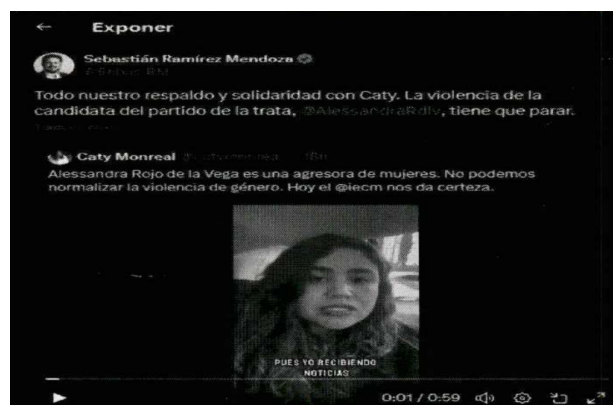 Exponer
Sebastián Ramírez Mendoza
Todo nuestro respaldo y solidaridad con Caty. La violencia de la
candidata del partido de la trata, @AlessandraRdlv, tiene que parar.
Caty Monreal
Alessandra Rojo de la Vega es una agresora de mujeres. No podemos
normalizar la violencia de género. Hoy el @iecm nos da certeza.
PUES YO RECIBIENDO
NOTICIAS
0:01 / 0:59